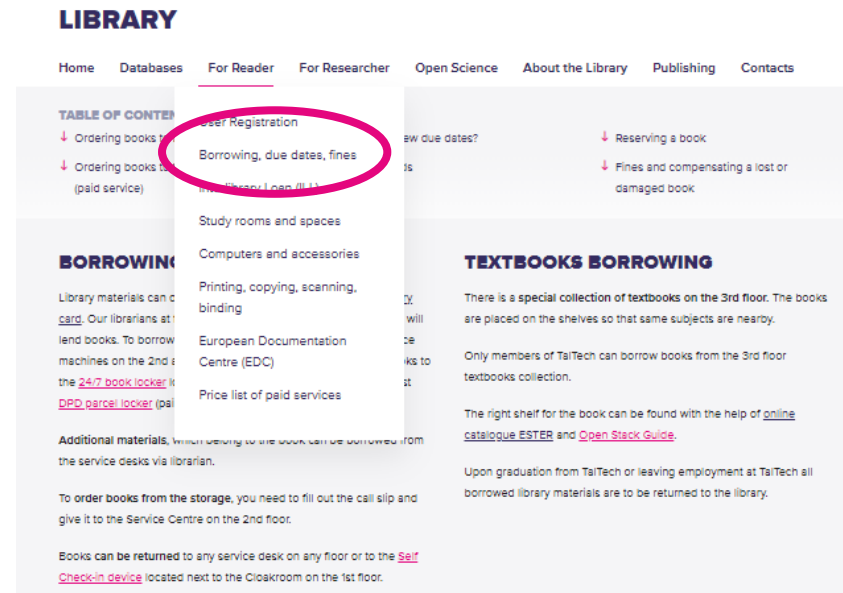 LIBRARY
Home Databases For Reader For Researcher Open Science About the Library Publishing Contacts
TABLE OF CONTEN
↓ Ordering books t
↓ Ordering books to
(paid service)
User Registration
Borrowing, due dates, fines
Interlibrary Loan (ILL)
Study rooms and spaces
Computers and accessories
Printing, copying, scanning,
binding
European Documentation
Centre (EDC)
Price list of paid services
ew due dates?
ds
↓ Reserving a book
↓ Fines and compensating a lost or
damaged book
BORROWING
Library materials can
card. Our librarians at will
lend books. To borrow ce
machines on the 2nd oks to
the 24/7 book locker st
DPD parcel locker (pai
Additional materials, which belong to the book can be borrowed from
the service desks via librarian.
To order books from the storage, you need to fill out the call slip and
give it to the Service Centre on the 2nd floor.
Books can be returned to any service desk on any floor or to the Self
Check-in device located next to the Cloakroom on the 1st floor.
TEXTBOOKS BORROWING
There is a special collection of textbooks on the 3rd floor. The books
are placed on the shelves so that same subjects are nearby.
Only members of TalTech can borrow books from the 3rd floor
textbooks collection.
The right shelf for the book can be found with the help of online
catalogue ESTER and Open Stack Guide.
Upon graduation from TalTech or leaving employment at TalTech all
borrowed library materials are to be returned to the library.